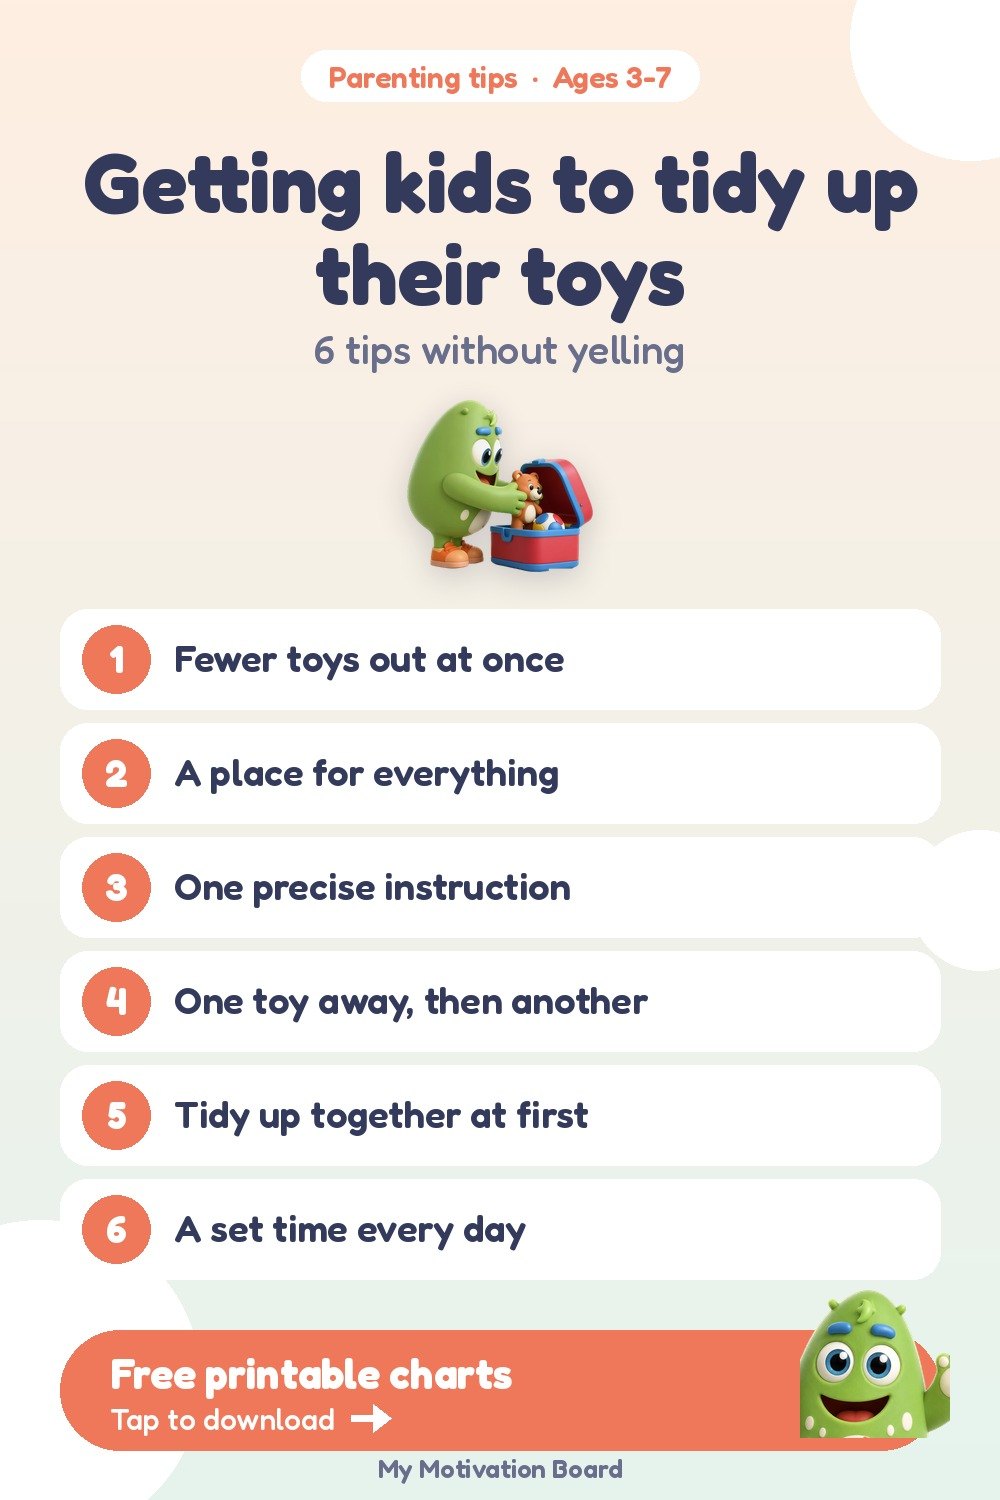 Parenting tips · Ages 3-7
Getting kids to tidy up
their toys
6 tips without yelling
1 Fewer toys out at once
2 A place for everything
3 One precise instruction
4 One toy away, then another
5 Tidy up together at first
6 A set time every day
Free printable charts
Tap to download →
My Motivation Board